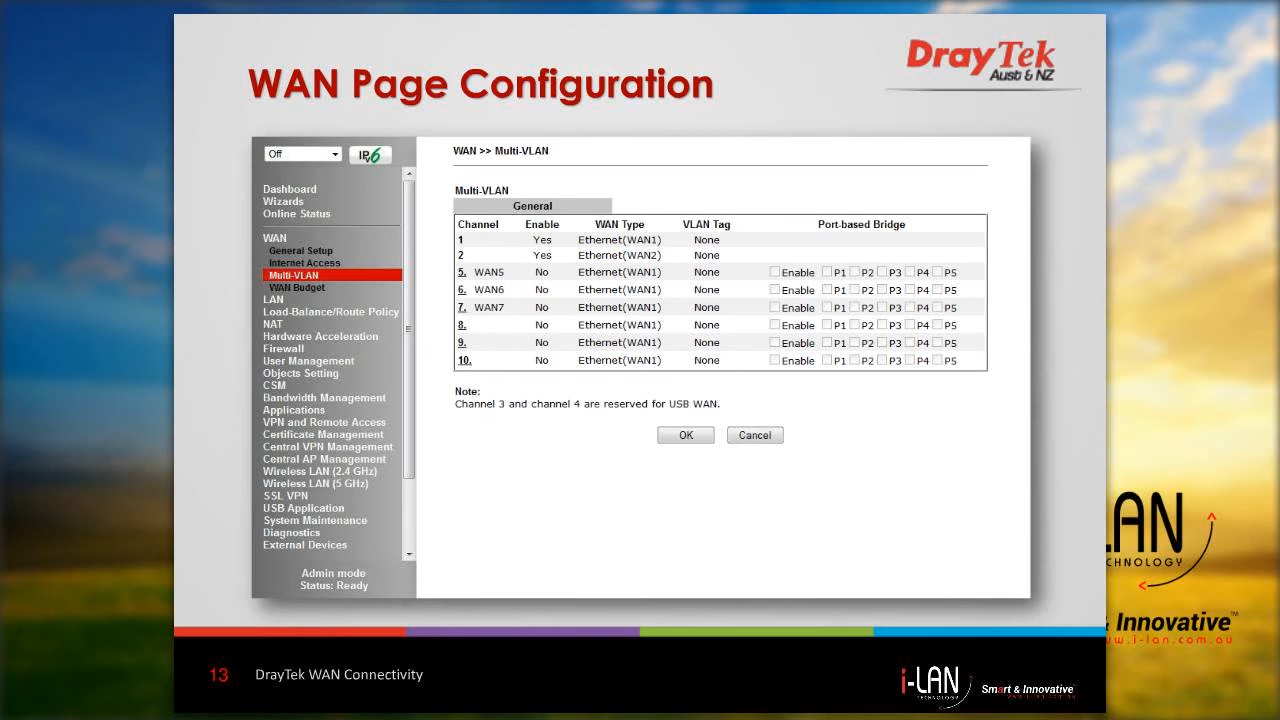 WAN Page Configuration
DrayTek
Aust & NZ
Off
IPv6
Dashboard
Wizards
Online Status
WAN
General Setup
Internet Access
Multi-VLAN
WAN Budget
LAN
Load-Balance/Route Policy
NAT
Hardware Acceleration
Firewall
User Management
Objects Setting
CSM
Bandwidth Management
Applications
VPN and Remote Access
Certificate Management
Central VPN Management
Central AP Management
Wireless LAN (2.4 GHz)
Wireless LAN (5 GHz)
SSL VPN
USB Application
System Maintenance
Diagnostics
External Devices
Admin mode
Status: Ready
WAN >> Multi-VLAN
Multi-VLAN
General
Channel Enable WAN Type VLAN Tag Port-based Bridge
1 Yes Ethernet(WAN1) None
2 Yes Ethernet(WAN2) None
5. WAN5 No Ethernet(WAN1) None Enable P1 P2 P3 P4 P5
6. WAN6 No Ethernet(WAN1) None Enable P1 P2 P3 P4 P5
7. WAN7 No Ethernet(WAN1) None Enable P1 P2 P3 P4 P5
8. No Ethernet(WAN1) None Enable P1 P2 P3 P4 P5
9. No Ethernet(WAN1) None Enable P1 P2 P3 P4 P5
10. No Ethernet(WAN1) None Enable P1 P2 P3 P4 P5
Note:
Channel 3 and channel 4 are reserved for USB WAN.
OK Cancel
LAN
CHNOLOGY
& Innovative™
w.i-lan.com.au
13 DrayTek WAN Connectivity
i-LAN
TECHNOLOGY
Smart & Innovative